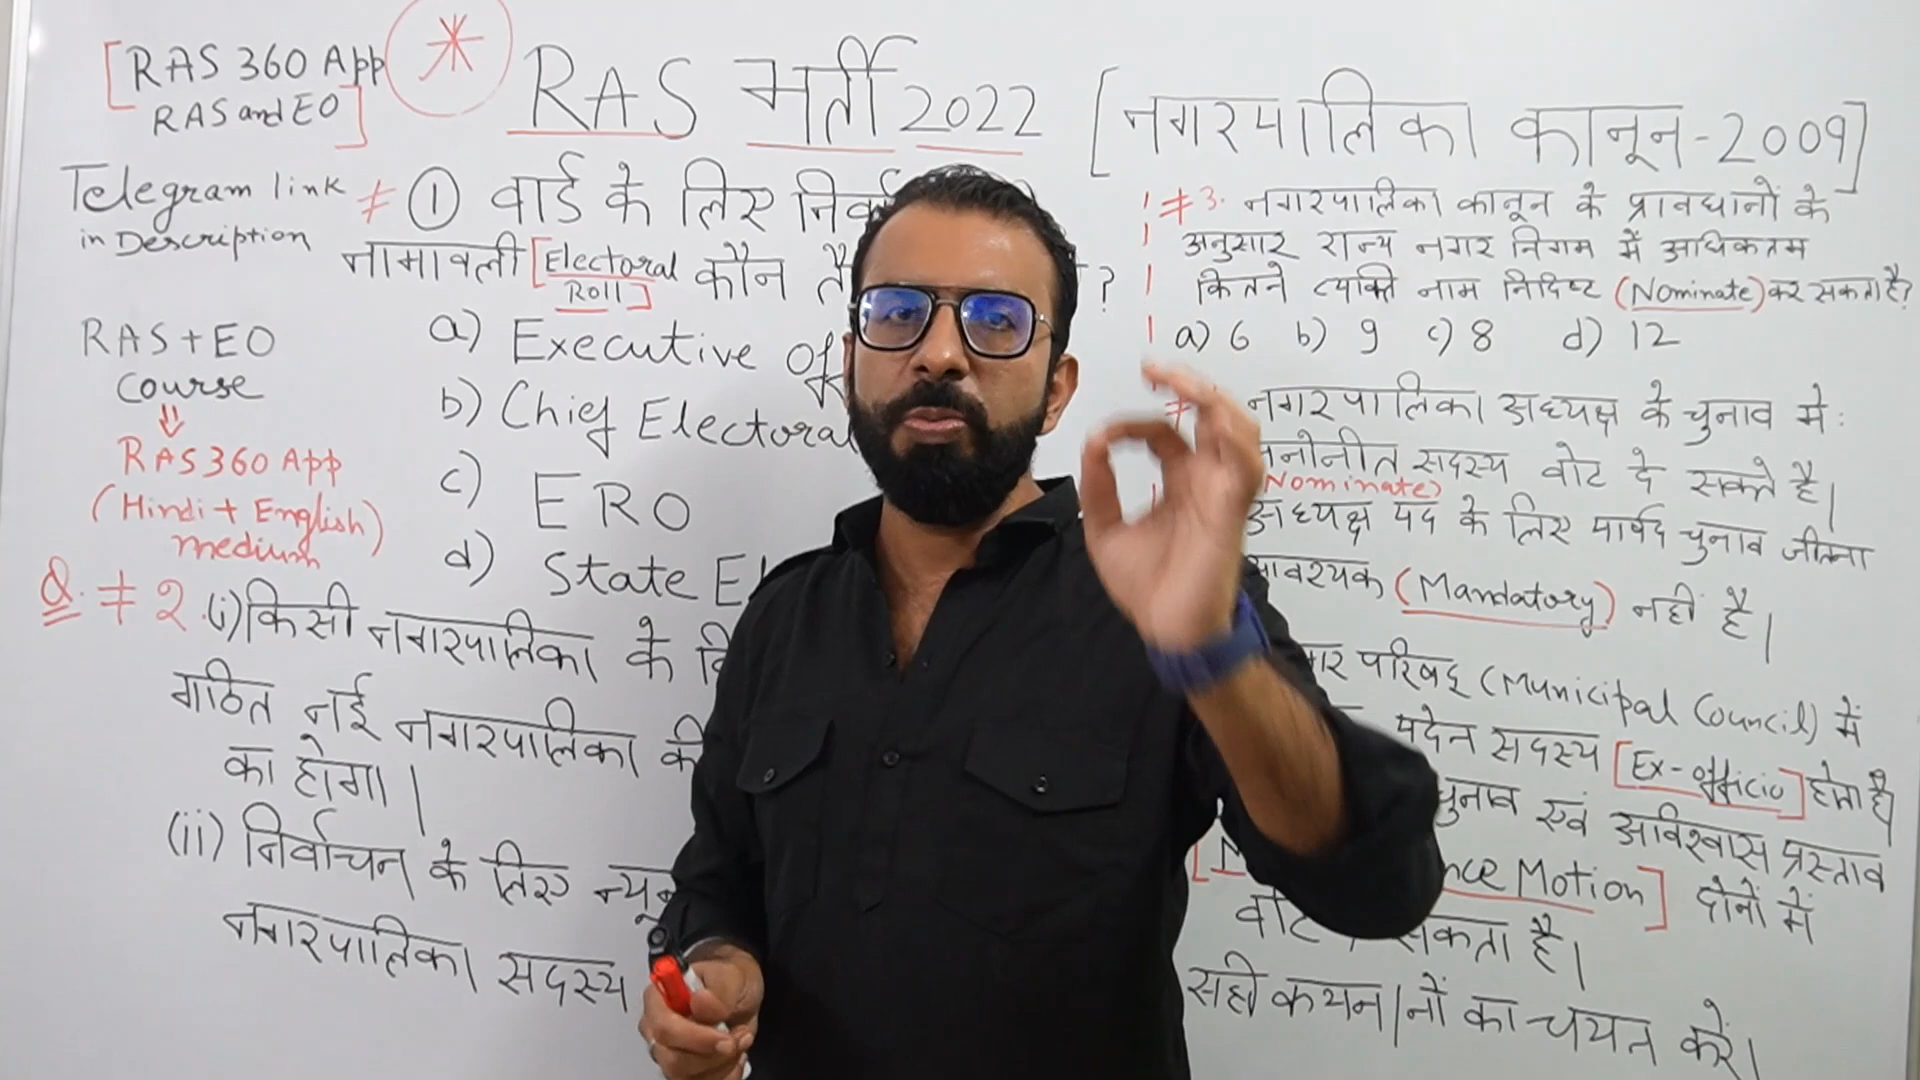 [RAS 360 App
RAS and EO]
RAS भर्ती 2022
[नगरपालिका कानून-2009]
Telegram link
in Description
RAS + EO
Course
RAS 360 App
(Hindi + English)
medium
# ① वार्ड के लिए
नामावली [Electoral Roll] कौन ?
a) Executive
b) Chief Electoral
c) ERO
d) State
Q. # 2. (i) किसी नगरपालिका के
गठित नई नगरपालिका की
का होगा।
(ii) निर्वाचन के लिए
नगरपालिका सदस्य
# 3. नगरपालिका कानून के प्रावधानों के
अनुसार राज्य नगर निगम में अधिकतम
कितने व्यक्ति नाम निर्दिष्ट (Nominate) कर सकता है?
a) 6 b) 9 c) 8 d) 12
नगरपालिका अध्यक्ष के चुनाव में:
सदस्य वोट दे सकते है।
(Nominate)
अध्यक्ष पद के लिए पार्षद चुनाव जीतना
आवश्यक (Mandatory) नही है।
परिषद् (Municipal Council) में
पदेन सदस्य [Ex-officio] होता है
चुनाव एवं अविश्वास प्रस्ताव
Motion] दोनों में
वोट सकता है।
सही कथन/नों का चयन करें।